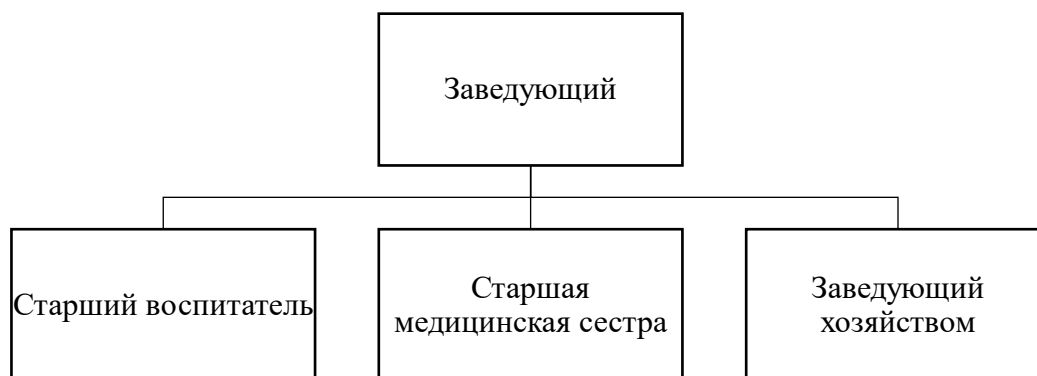 Заведующий
Старший воспитатель
Старшая
медицинская сестра
Заведующий
хозяйством